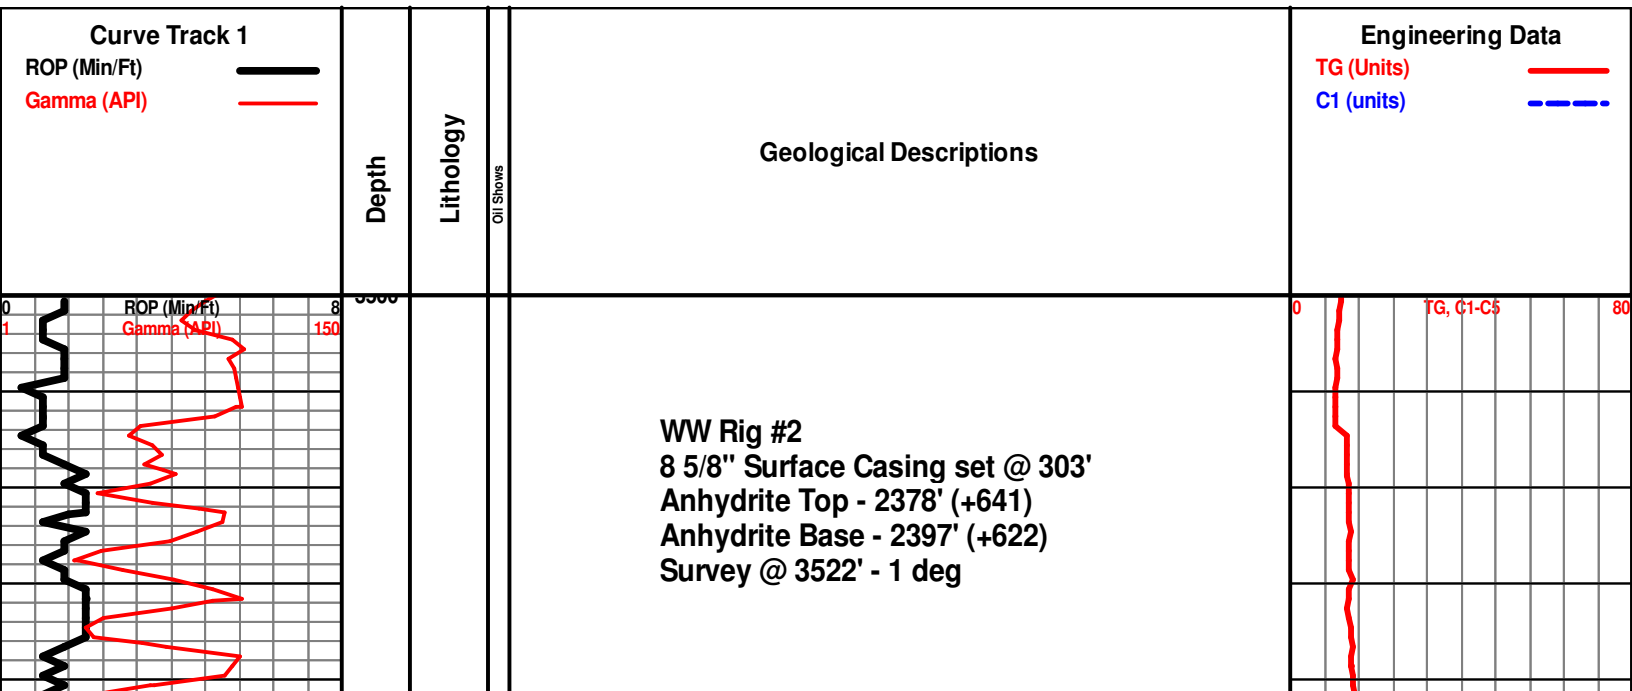 Curve Track 1
ROP (Min/Ft)
Gamma (API)
Depth
Lithology
Oil Shows
Geological Descriptions
Engineering Data
TG (Units)
C1 (units)
0 ROP (Min/Ft) 8
1 Gamma (API) 150
3500
0 TG, C1-C5 80
WW Rig #2
8 5/8" Surface Casing set @ 303'
Anhydrite Top - 2378' (+641)
Anhydrite Base - 2397' (+622)
Survey @ 3522' - 1 deg